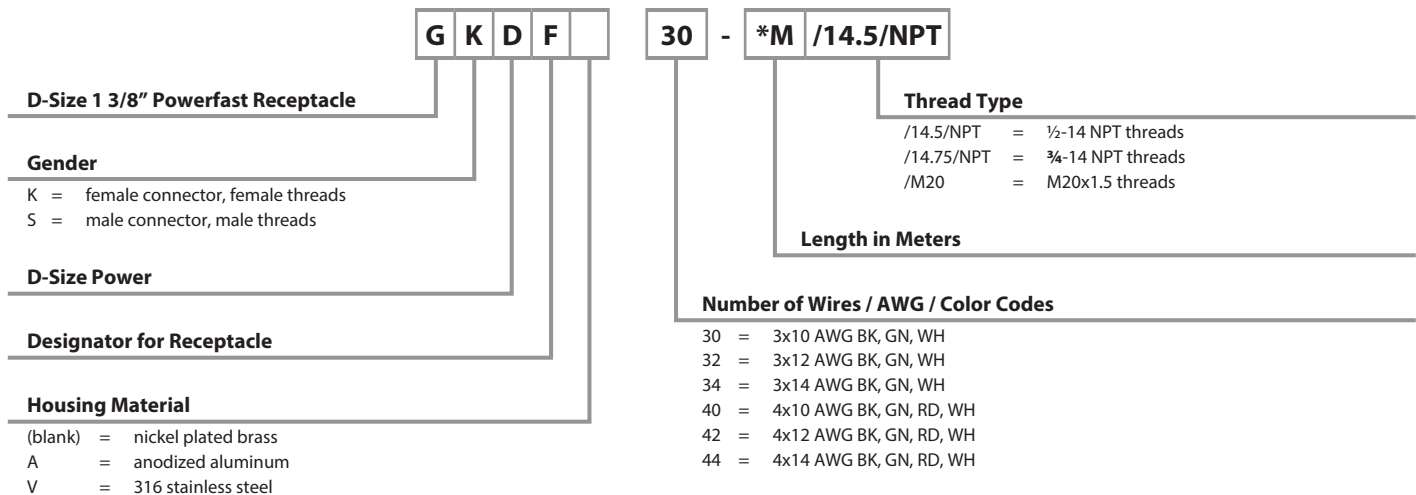 G K D F 30 - *M /14.5/NPT
D-Size 1 3/8” Powerfast Receptacle
Gender
K = female connector, female threads
S = male connector, male threads
D-Size Power
Designator for Receptacle
Housing Material
(blank) = nickel plated brass
A = anodized aluminum
V = 316 stainless steel
Thread Type
/14.5/NPT = ½-14 NPT threads
/14.75/NPT = ¾-14 NPT threads
/M20 = M20x1.5 threads
Length in Meters
Number of Wires / AWG / Color Codes
30 = 3x10 AWG BK, GN, WH
32 = 3x12 AWG BK, GN, WH
34 = 3x14 AWG BK, GN, WH
40 = 4x10 AWG BK, GN, RD, WH
42 = 4x12 AWG BK, GN, RD, WH
44 = 4x14 AWG BK, GN, RD, WH